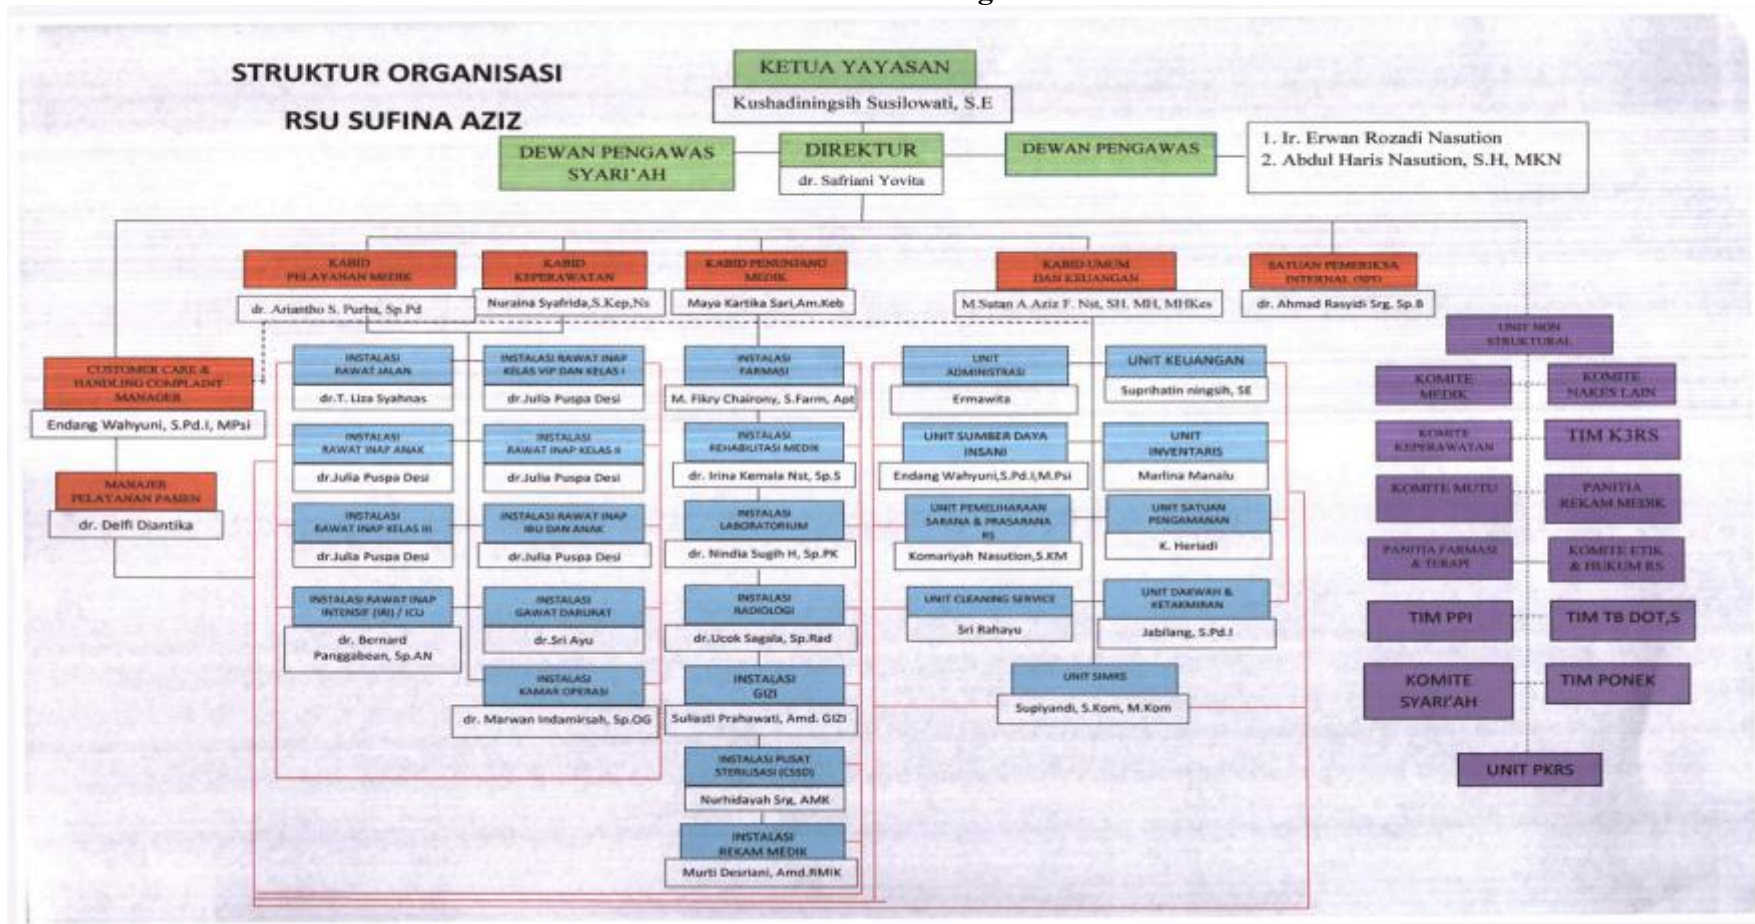 STRUKTUR ORGANISASI
RSU SUFINA AZIZ
KETUA YAYASAN
Kushadiningsih Susilowati, S.E
DEWAN PENGAWAS
SYARI'AH
DIREKTUR
dr. Safriani Yovita
DEWAN PENGAWAS
1. Ir. Erwan Rozadi Nasution
2. Abdul Haris Nasution, S.H, MKN
KABID
PELAYANAN MEDIK
dr. Ariantho S. Purba, Sp.Pd
KABID
KEPERAWATAN
Nuraina Syafrida,S.Kep,Ns
KABID PENUNJANG
MEDIK
Maya Kartika Sari,Am.Keb
KABID UMUM
DAN KEUANGAN
M.Sutan A.Aziz F. Nst, SH, MH, MHKes
SATUAN PEMERIKSA
INTERNAL (SPI)
dr. Ahmad Rasyidi Srg, Sp.B
CUSTOMER CARE &
HANDLING COMPLAINT
MANAGER
Endang Wahyuni, S.Pd.I, MPsi
MANAJER
PELAYANAN PASIEN
dr. Delfi Diantika
INSTALASI
RAWAT JALAN
dr.T. Liza Syahnas
INSTALASI
RAWAT INAP ANAK
dr.Julia Puspa Desi
INSTALASI
RAWAT INAP KELAS III
dr.Julia Puspa Desi
INSTALASI RAWAT INAP
INTENSIF (IRI) / ICU
dr. Bernard
Panggabean, Sp.AN
INSTALASI RAWAT INAP
KELAS VIP DAN KELAS I
dr.Julia Puspa Desi
INSTALASI
RAWAT INAP KELAS II
dr.Julia Puspa Desi
INSTALASI RAWAT INAP
IBU DAN ANAK
dr.Julia Puspa Desi
INSTALASI
GAWAT DARURAT
dr.Sri Ayu
INSTALASI
KAMAR OPERASI
dr. Marwan Indamirsah, Sp.OG
INSTALASI
FARMASI
M. Fikry Chairony, S.Farm, Apt
INSTALASI
REHABILITASI MEDIK
dr. Irina Kemala Nst, Sp.S
INSTALASI
LABORATORIUM
dr. Nindia Sugih H, Sp.PK
INSTALASI
RADIOLOGI
dr.Ucok Sagala, Sp.Rad
INSTALASI
GIZI
Suliasti Prahawati, Amd. GIZI
INSTALASI PUSAT
STERILISASI (CSSD)
Nurhidayah Srg, AMK
INSTALASI
REKAM MEDIK
Murti Desriani, Amd.RMIK
UNIT
ADMINISTRASI
Ermawita
UNIT SUMBER DAYA
INSANI
Endang Wahyuni,S.Pd.I,M.Psi
UNIT PEMELIHARAAN
SARANA & PRASARANA
RS
Komariyah Nasution,S.KM
UNIT CLEANING SERVICE
Sri Rahayu
UNIT KEUANGAN
Suprihatin ningsih, SE
UNIT
INVENTARIS
Marlina Manalu
UNIT SATUAN
PENGAMANAN
K. Heriadi
UNIT DAKWAH &
KETAKMIRAN
Jabilang, S.Pd.I
UNIT SIMRS
Supiyandi, S.Kom, M.Kom
UNIT NON
STRUKTURAL
KOMITE
MEDIK
KOMITE
NAKES LAIN
KOMITE
KEPERAWATAN
TIM K3RS
KOMITE MUTU
PANITIA
REKAM MEDIK
PANITIA FARMASI
& TERAPI
KOMITE ETIK
& HUKUM RS
TIM PPI
TIM TB DOT,S
KOMITE
SYARI'AH
TIM PONEK
UNIT PKRS